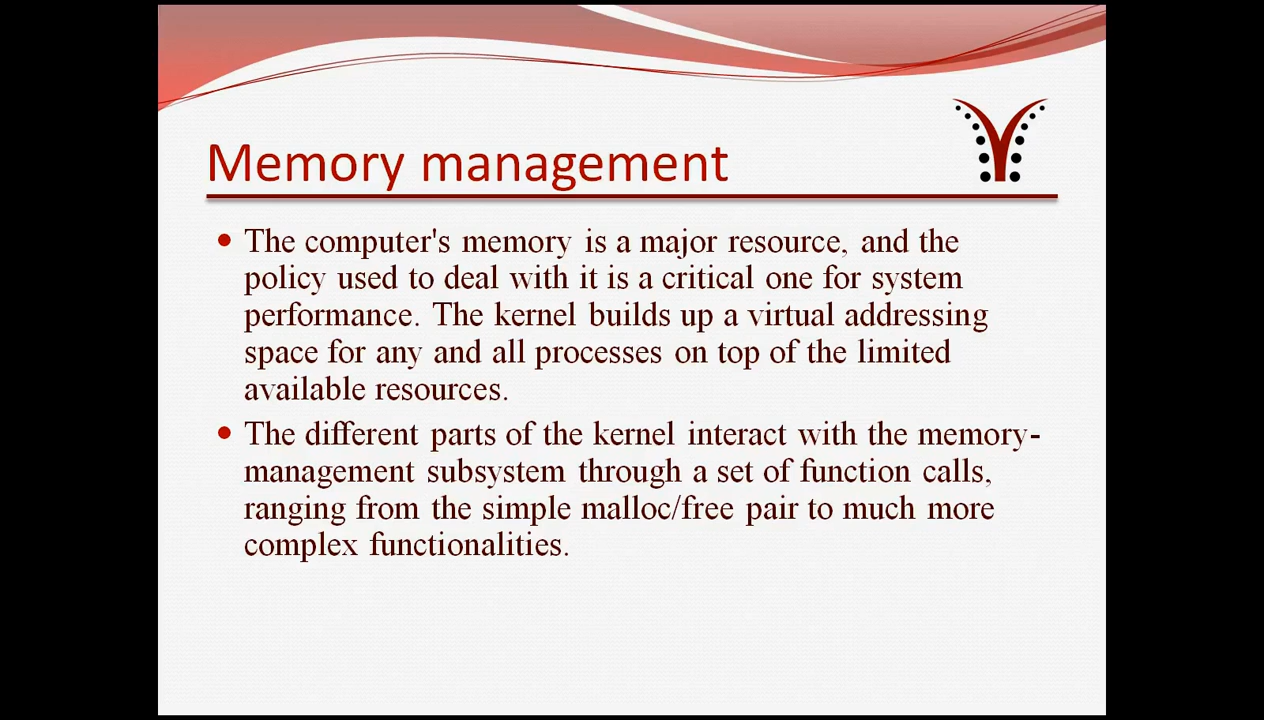 Memory management
The computer's memory is a major resource, and the
policy used to deal with it is a critical one for system
performance. The kernel builds up a virtual addressing
space for any and all processes on top of the limited
available resources.
The different parts of the kernel interact with the memory-
management subsystem through a set of function calls,
ranging from the simple malloc/free pair to much more
complex functionalities.